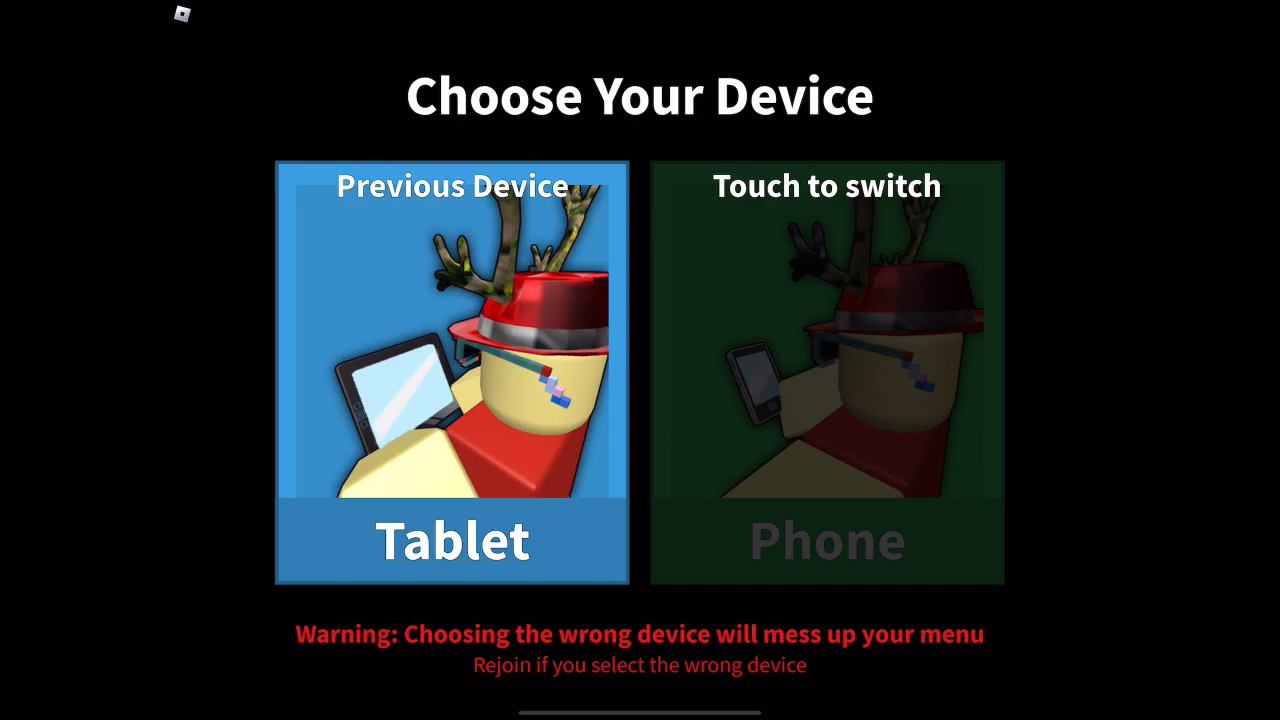 Choose Your Device
Previous Device
Tablet
Touch to switch
Phone
Warning: Choosing the wrong device will mess up your menu
Rejoin if you select the wrong device